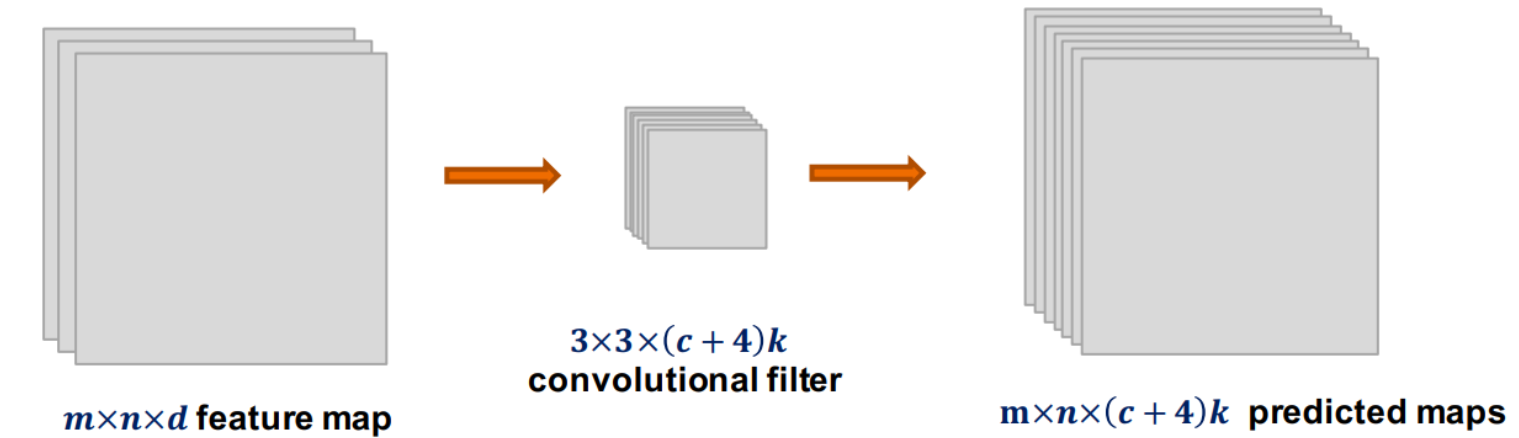 m×n×d feature map
3×3×(c + 4)k
convolutional filter
m×n×(c + 4)k predicted maps